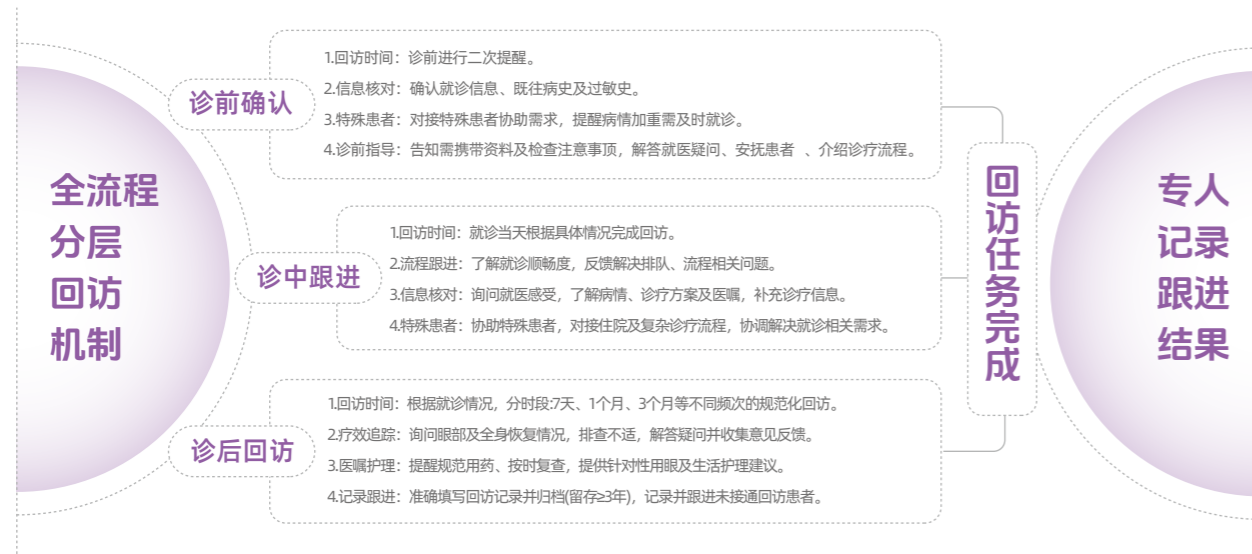 全流程
分层
回访
机制
诊前确认
1.回访时间：诊前进行二次提醒。
2.信息核对：确认就诊信息、既往病史及过敏史。
3.特殊患者：对接特殊患者协助需求，提醒病情加重需及时就诊。
4.诊前指导：告知需携带资料及检查注意事项，解答就医疑问、安抚患者 、介绍诊疗流程。
诊中跟进
1.回访时间：就诊当天根据具体情况完成回访。
2.流程跟进：了解就诊顺畅度，反馈解决排队、流程相关问题。
3.信息核对：询问就医感受，了解病情、诊疗方案及医嘱，补充诊疗信息。
4.特殊患者：协助特殊患者，对接住院及复杂诊疗流程，协调解决就诊相关需求。
诊后回访
1.回访时间：根据就诊情况，分时段:7天、1个月、3个月等不同频次的规范化回访。
2.疗效追踪：询问眼部及全身恢复情况，排查不适，解答疑问并收集意见反馈。
3.医嘱护理：提醒规范用药、按时复查，提供针对性用眼及生活护理建议。
4.记录跟进：准确填写回访记录并归档(留存≥3年)，记录并跟进未接通回访患者。
回访任务完成
专人
记录
跟进
结果